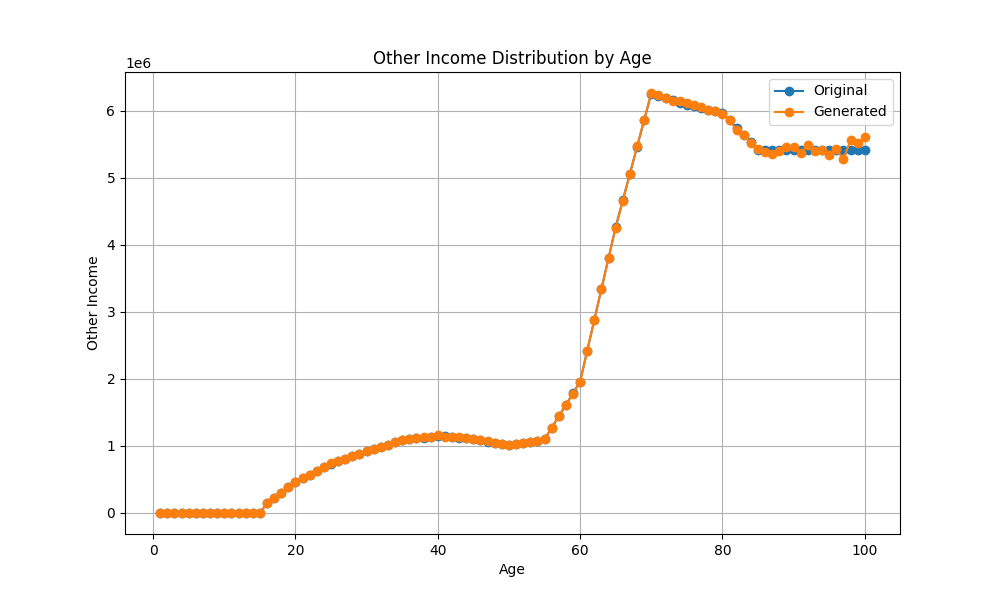 Other Income Distribution by Age
1e6
Original
Generated
6
5
4
3
2
1
0
Other Income
0 20 40 60 80 100
Age